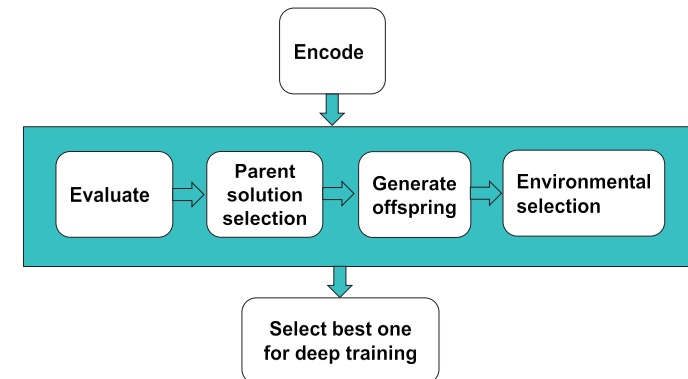 Encode
Evaluate
Parent
solution
selection
Generate
offspring
Environmental
selection
Select best one
for deep training